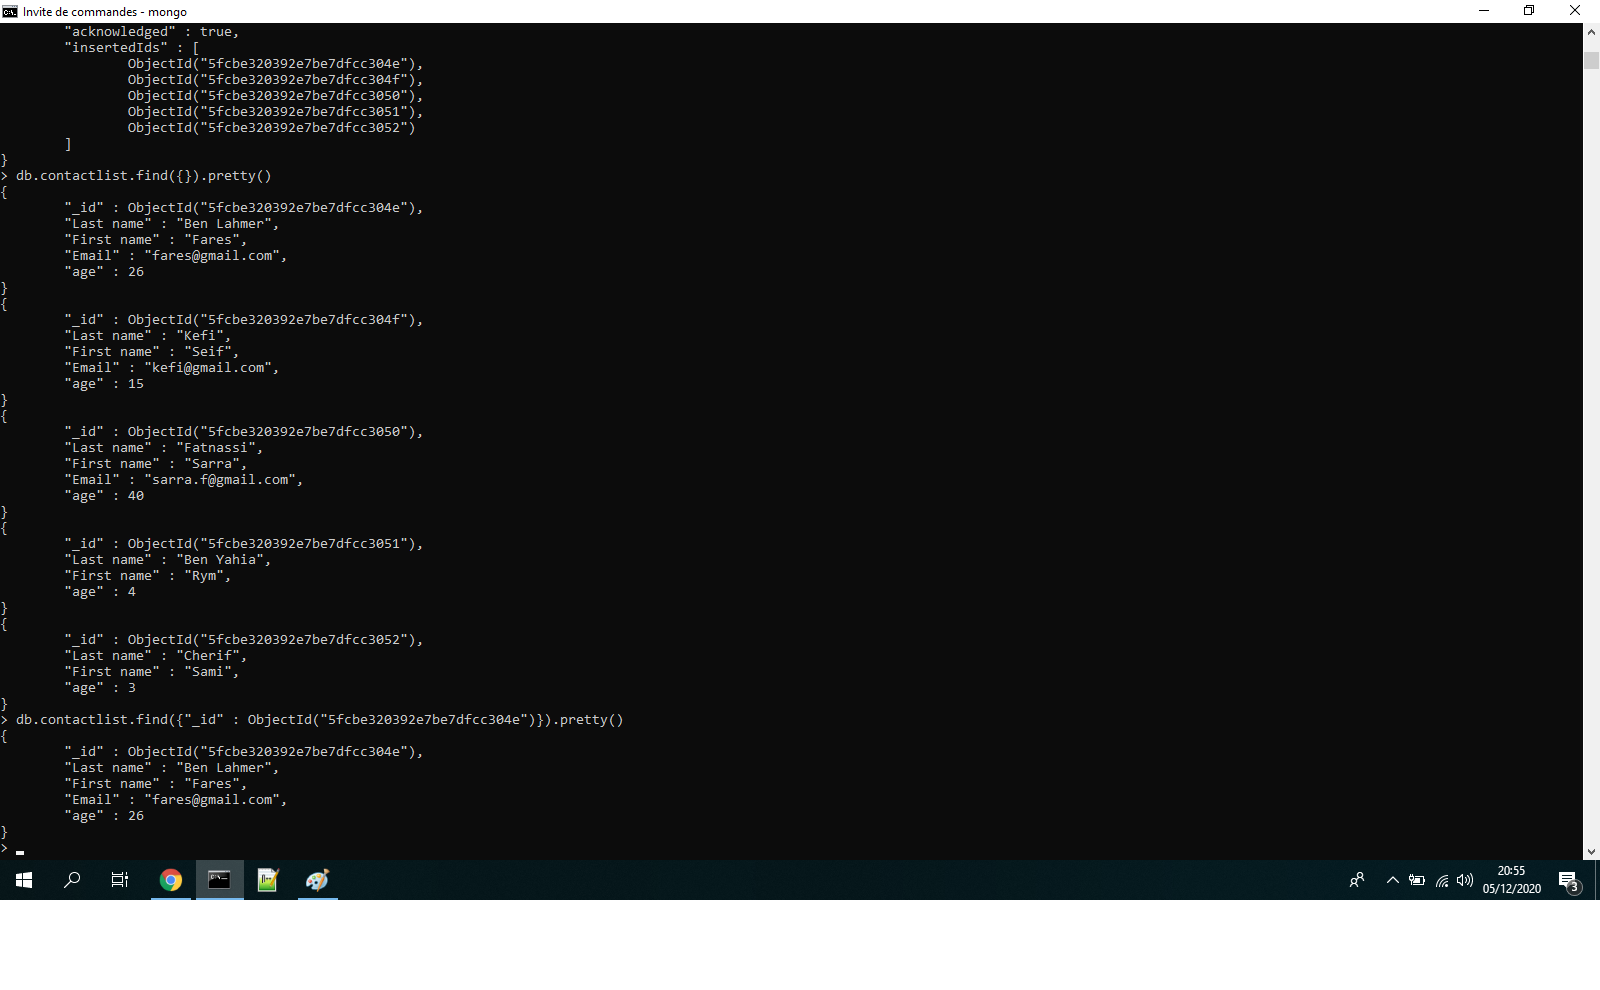 Invite de commandes - mongo
        "acknowledged" : true,
        "insertedIds" : [
                ObjectId("5fcbe320392e7be7dfcc304e"),
                ObjectId("5fcbe320392e7be7dfcc304f"),
                ObjectId("5fcbe320392e7be7dfcc3050"),
                ObjectId("5fcbe320392e7be7dfcc3051"),
                ObjectId("5fcbe320392e7be7dfcc3052")
        ]
}
> db.contactlist.find({}).pretty()
{
        "_id" : ObjectId("5fcbe320392e7be7dfcc304e"),
        "Last name" : "Ben Lahmer",
        "First name" : "Fares",
        "Email" : "fares@gmail.com",
        "age" : 26
}
{
        "_id" : ObjectId("5fcbe320392e7be7dfcc304f"),
        "Last name" : "Kefi",
        "First name" : "Seif",
        "Email" : "kefi@gmail.com",
        "age" : 15
}
{
        "_id" : ObjectId("5fcbe320392e7be7dfcc3050"),
        "Last name" : "Fatnassi",
        "First name" : "Sarra",
        "Email" : "sarra.f@gmail.com",
        "age" : 40
}
{
        "_id" : ObjectId("5fcbe320392e7be7dfcc3051"),
        "Last name" : "Ben Yahia",
        "First name" : "Rym",
        "age" : 4
}
{
        "_id" : ObjectId("5fcbe320392e7be7dfcc3052"),
        "Last name" : "Cherif",
        "First name" : "Sami",
        "age" : 3
}
> db.contactlist.find({"_id" : ObjectId("5fcbe320392e7be7dfcc304e")}).pretty()
{
        "_id" : ObjectId("5fcbe320392e7be7dfcc304e"),
        "Last name" : "Ben Lahmer",
        "First name" : "Fares",
        "Email" : "fares@gmail.com",
        "age" : 26
}
>
20:55
05/12/2020
3